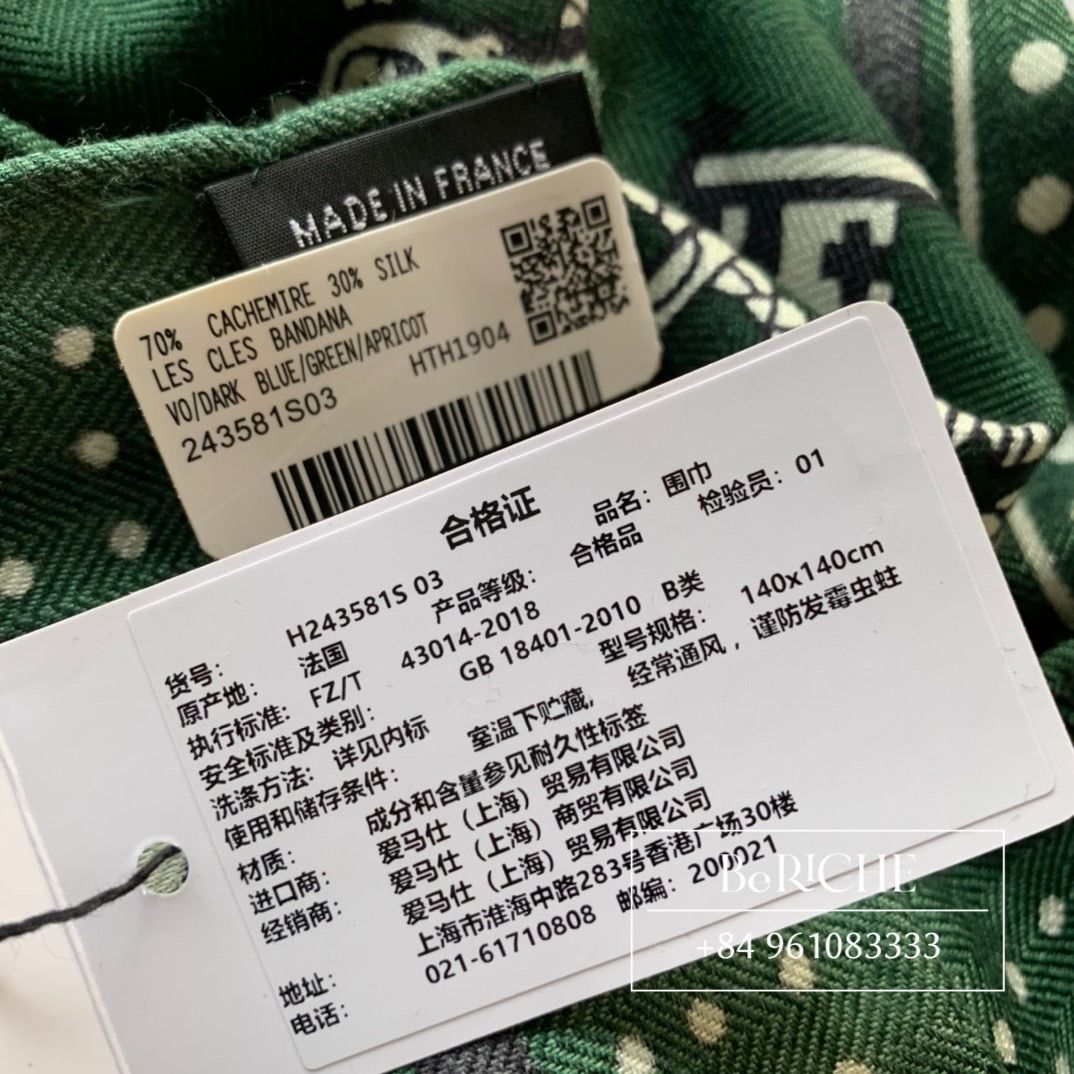 MADE IN FRANCE
70% CACHEMIRE 30% SILK
LES CLES BANDANA
VO/DARK BLUE/GREEN/APRICOT
243581S03 HTH1904
合格证
货号: H243581S 03 品名: 围巾
原产地: 法国 产品等级: 合格品 检验员: 01
执行标准: FZ/T 43014-2018
安全标准及类别: GB 18401-2010 B类
洗涤方法: 详见内标 型号规格: 140x140cm
使用和储存条件: 室温下贮藏, 经常通风, 谨防发霉虫蛀
材质: 成分和含量参见耐久性标签
进口商: 爱马仕(上海)贸易有限公司
经销商: 爱马仕(上海)商贸有限公司
爱马仕(上海)贸易有限公司
地址: 上海市淮海中路283号香港广场30楼
电话: 021-61710808 邮编: 200021
BeRICHE
+84 961083333